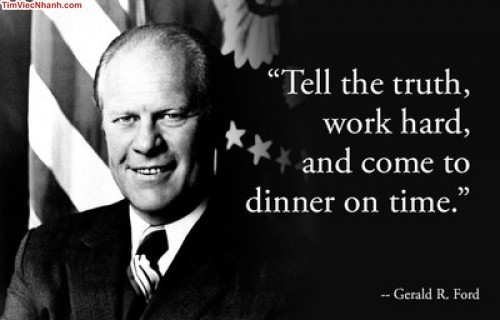 TimViecNhanh.com
“Tell the truth,
work hard,
and come to
dinner on time.”
-- Gerald R. Ford